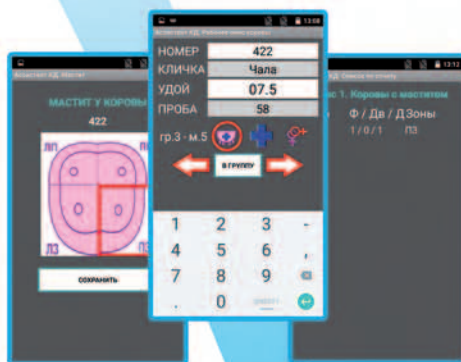 Ассистент КД. Мастит
МАСТИТ У КОРОВЫ
422
ЛП
ЛЗ
ПЗ
СОХРАНИТЬ
13:08
НОМЕР 422
КЛИЧКА Чала
УДОЙ 07.5
ПРОБА 58
гр.3 - м.5
В ГРУППУ
1 2 3 -
4 5 6 ,
7 8 9
. 0
13:12
КД. Список по отчету
с 1. Коровы с маститом
Ф / Дв / Д Зоны
1 / 0 / 1 ПЗ